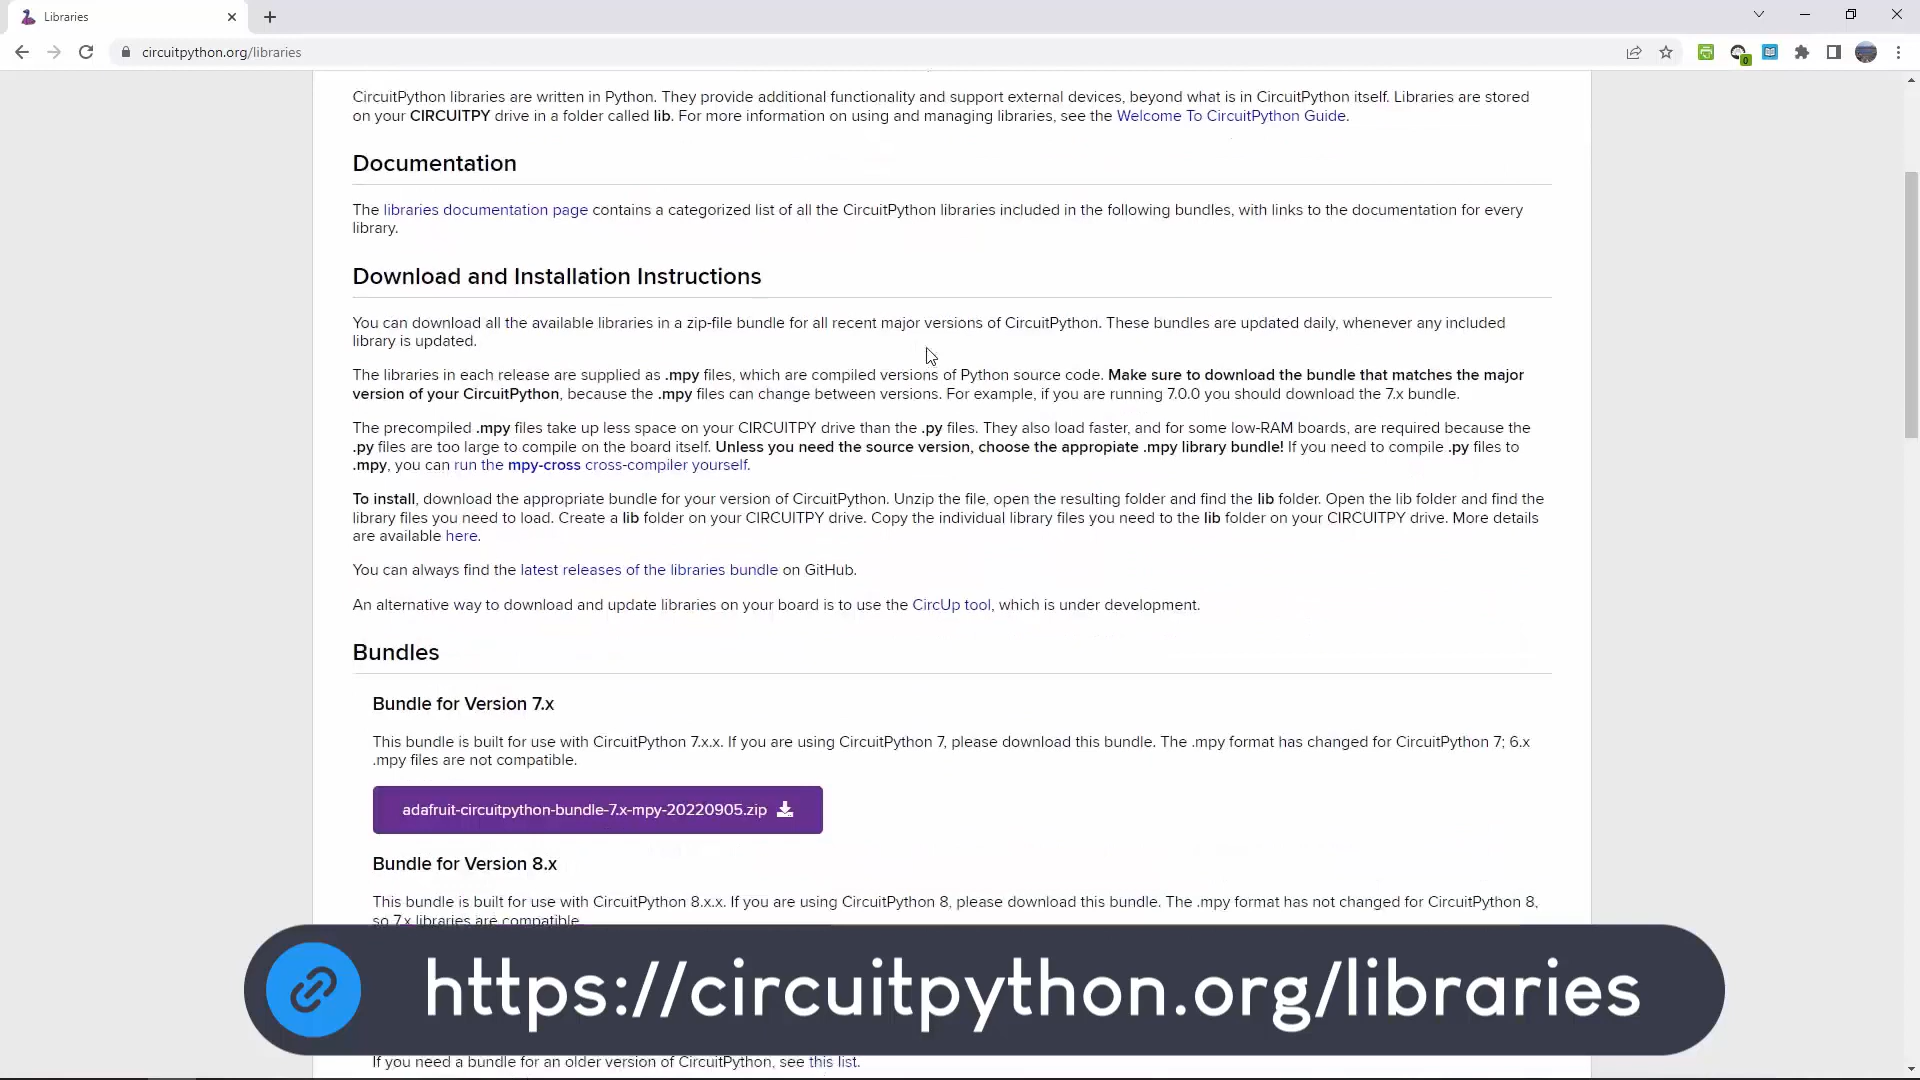 Libraries
circuitpython.org/libraries
0
CircuitPython libraries are written in Python. They provide additional functionality and support external devices, beyond what is in CircuitPython itself. Libraries are stored
on your CIRCUITPY drive in a folder called lib. For more information on using and managing libraries, see the Welcome To CircuitPython Guide.
Documentation
The libraries documentation page contains a categorized list of all the CircuitPython libraries included in the following bundles, with links to the documentation for every
library.
Download and Installation Instructions
You can download all the available libraries in a zip-file bundle for all recent major versions of CircuitPython. These bundles are updated daily, whenever any included
library is updated.
The libraries in each release are supplied as .mpy files, which are compiled versions of Python source code. Make sure to download the bundle that matches the major
version of your CircuitPython, because the .mpy files can change between versions. For example, if you are running 7.0.0 you should download the 7.x bundle.
The precompiled .mpy files take up less space on your CIRCUITPY drive than the .py files. They also load faster, and for some low-RAM boards, are required because the
.py files are too large to compile on the board itself. Unless you need the source version, choose the appropiate .mpy library bundle! If you need to compile .py files to
.mpy, you can run the mpy-cross cross-compiler yourself.
To install, download the appropriate bundle for your version of CircuitPython. Unzip the file, open the resulting folder and find the lib folder. Open the lib folder and find the
library files you need to load. Create a lib folder on your CIRCUITPY drive. Copy the individual library files you need to the lib folder on your CIRCUITPY drive. More details
are available here.
You can always find the latest releases of the libraries bundle on GitHub.
An alternative way to download and update libraries on your board is to use the CircUp tool, which is under development.
Bundles
Bundle for Version 7.x
This bundle is built for use with CircuitPython 7.x.x. If you are using CircuitPython 7, please download this bundle. The .mpy format has changed for CircuitPython 7; 6.x
.mpy files are not compatible.
adafruit-circuitpython-bundle-7.x-mpy-20220905.zip
Bundle for Version 8.x
This bundle is built for use with CircuitPython 8.x.x. If you are using CircuitPython 8, please download this bundle. The .mpy format has not changed for CircuitPython 8,
so 7.x libraries are compatible.
https://circuitpython.org/libraries
If you need a bundle for an older version of CircuitPython, see this list.